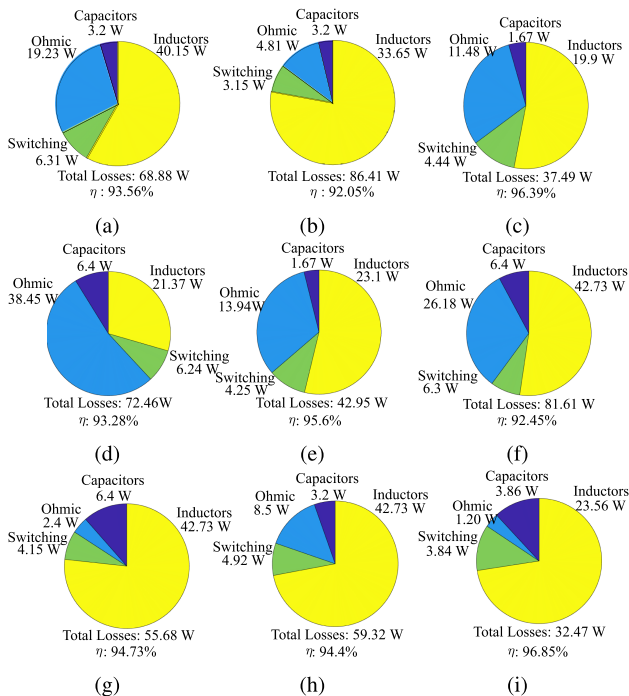 Capacitors
3.2 W
Ohmic
19.23 W
Inductors
40.15 W
Switching
6.31 W
Total Losses: 68.88 W
η : 93.56%
(a)
Capacitors
3.2 W
Ohmic
4.81 W
Inductors
33.65 W
Switching
3.15 W
Total Losses: 86.41 W
η : 92.05%
(b)
Capacitors
1.67 W
Ohmic
11.48 W
Inductors
19.9 W
Switching
4.44 W
Total Losses: 37.49 W
η : 96.39%
(c)
Capacitors
6.4 W
Ohmic
38.45 W
Inductors
21.37 W
Switching
6.24 W
Total Losses: 72.46W
η: 93.28%
(d)
Capacitors
1.67 W
Ohmic
13.94W
Inductors
23.1 W
Switching
4.25 W
Total Losses: 42.95 W
η: 95.6%
(e)
Capacitors
6.4 W
Ohmic
26.18 W
Inductors
42.73 W
Switching
6.3 W
Total Losses: 81.61 W
η: 92.45%
(f)
Capacitors
6.4 W
Ohmic
2.4 W
Inductors
42.73 W
Switching
4.15 W
Total Losses: 55.68 W
η: 94.73%
(g)
Capacitors
3.2 W
Ohmic
8.5 W
Inductors
42.73 W
Switching
4.92 W
Total Losses: 59.32 W
η: 94.4%
(h)
Capacitors
3.86 W
Ohmic
1.20 W
Inductors
23.56 W
Switching
3.84 W
Total Losses: 32.47 W
η: 96.85%
(i)